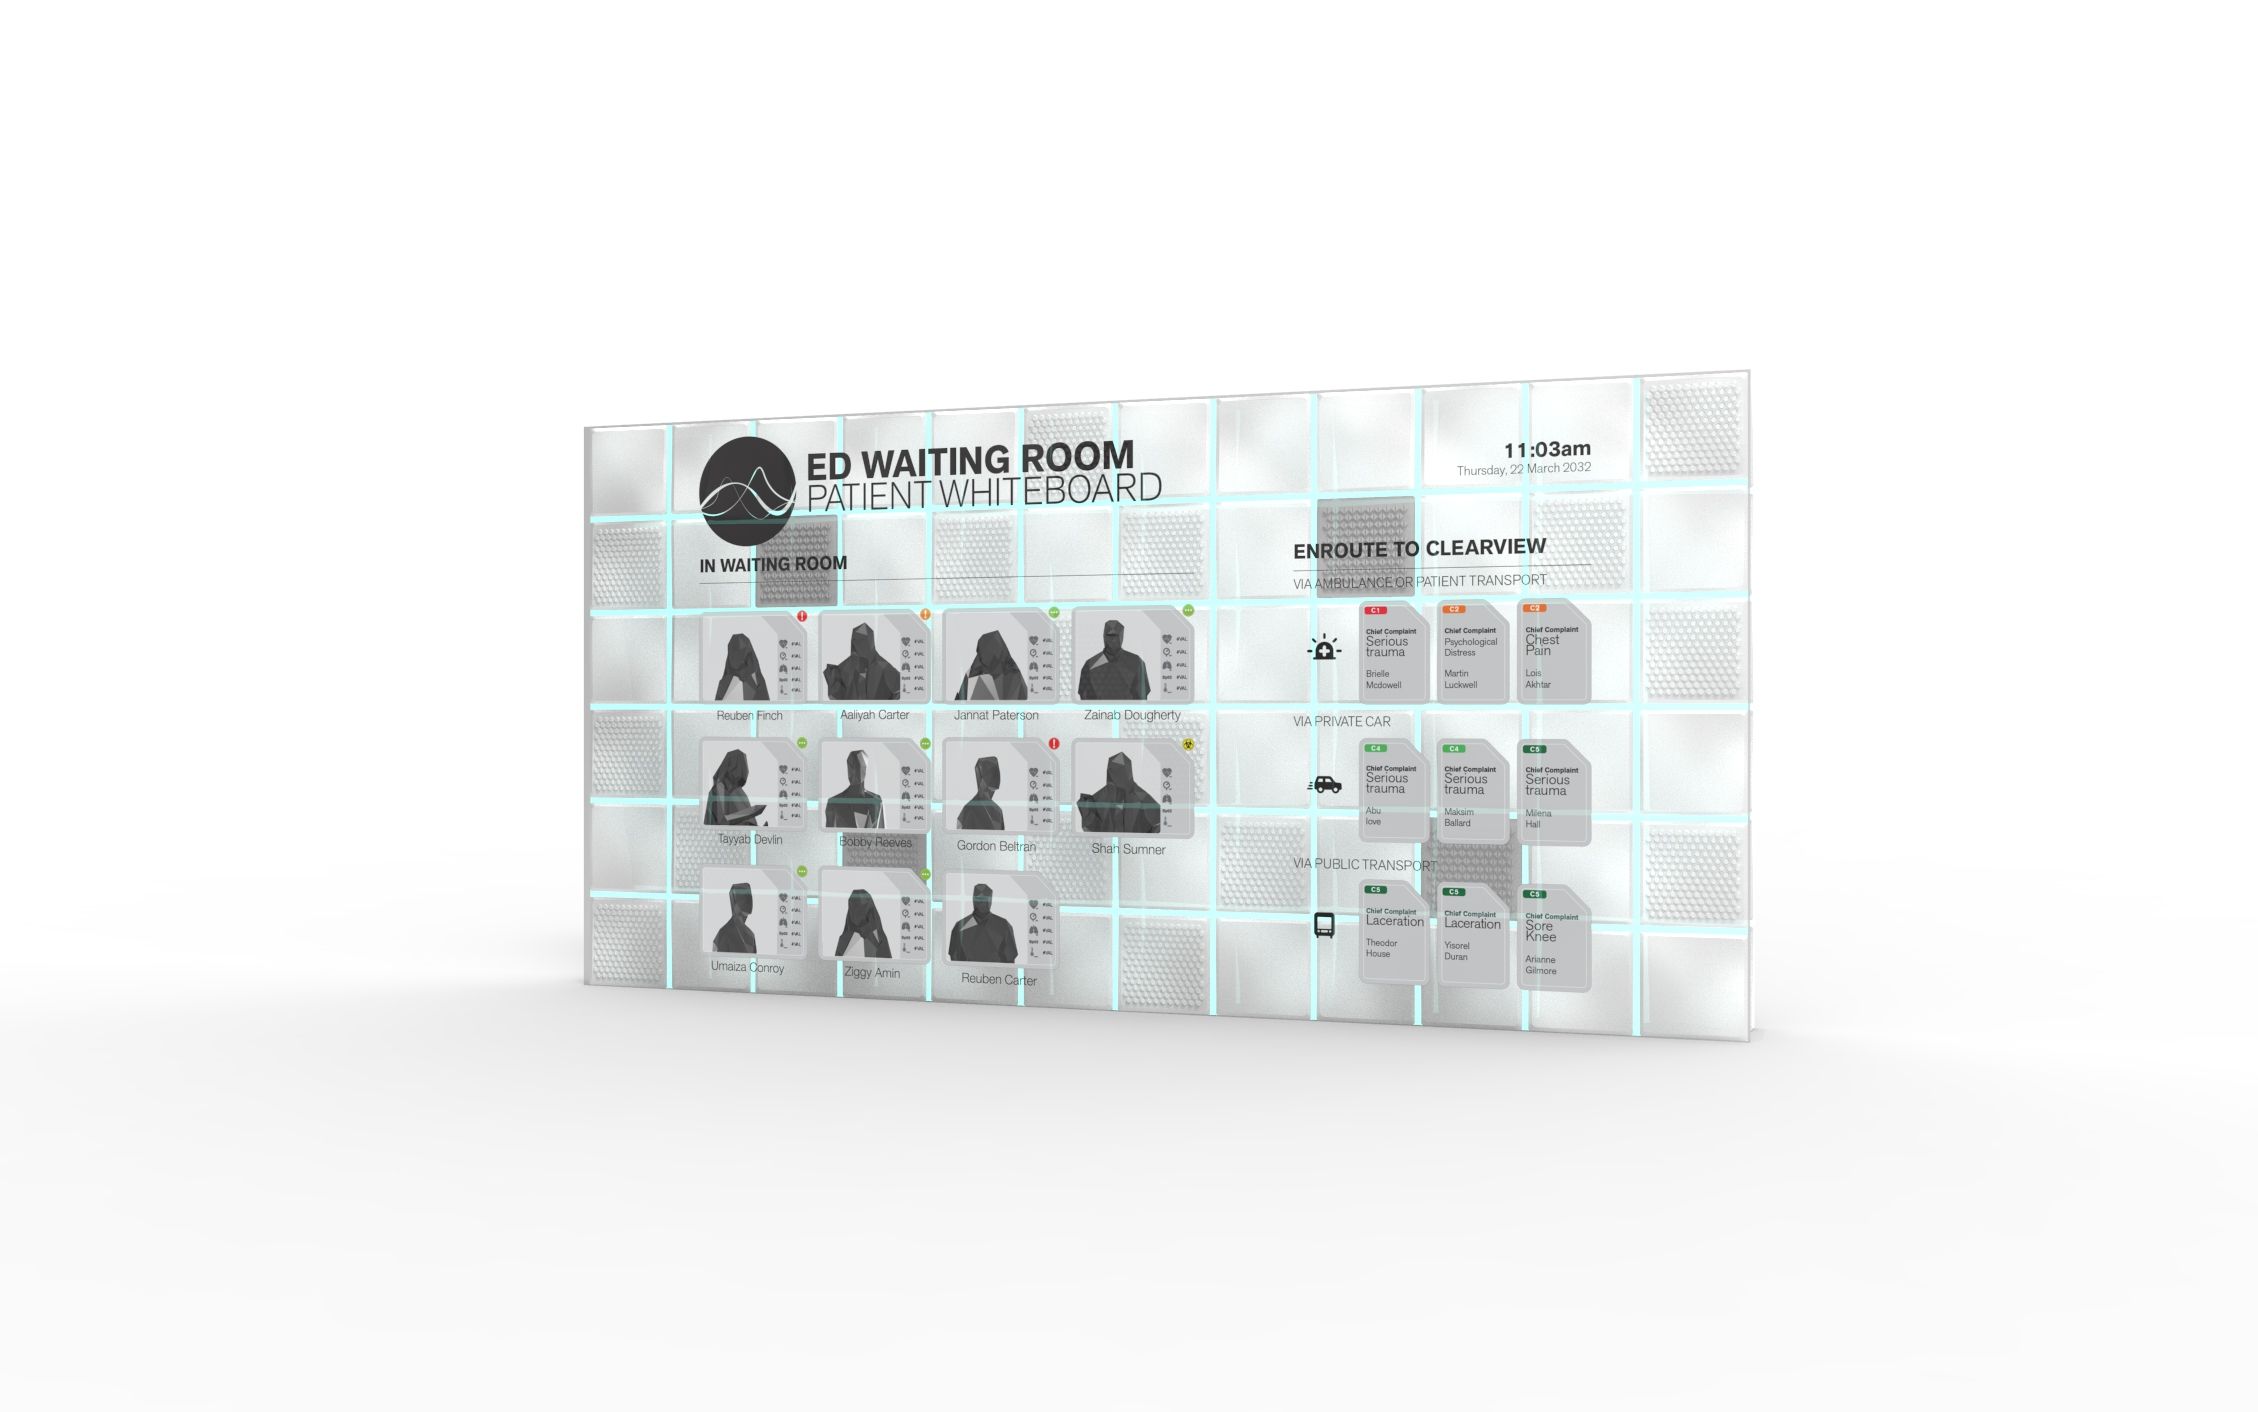 ED WAITING ROOM
PATIENT WHITEBOARD
11:03am
Thursday, 22 March 2032
IN WAITING ROOM
Reuben Finch
Aaliyah Carter
Jannat Paterson
Zainab Dougherty
Tayyab Devlin
Bobby Reeves
Gordon Beltran
Shah Sumner
Umaiza Conroy
Ziggy Amin
Reuben Carter
ENROUTE TO CLEARVIEW
VIA AMBULANCE OR PATIENT TRANSPORT
C1
Chief Complaint
Serious
trauma
Brielle
Mcdowell
C2
Chief Complaint
Psychological
Distress
Martin
Luckwell
C2
Chief Complaint
Chest
Pain
Lois
Akhtar
VIA PRIVATE CAR
C4
Chief Complaint
Serious
trauma
Abu
love
C4
Chief Complaint
Serious
trauma
Maksim
Ballard
C5
Chief Complaint
Serious
trauma
Milena
Hall
VIA PUBLIC TRANSPORT
C5
Chief Complaint
Laceration
Theodor
House
C5
Chief Complaint
Laceration
Yisorel
Duran
C5
Chief Complaint
Sore
Knee
Arianne
Gilmore